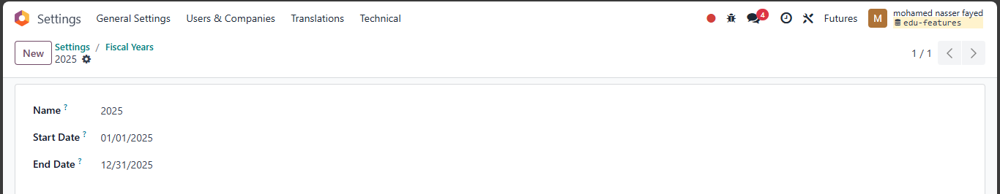 Settings General Settings Users & Companies Translations Technical 4 Futures M mohamed nasser fayed
edu-features
New Settings / Fiscal Years
2025
1 / 1
Name ? 2025
Start Date ? 01/01/2025
End Date ? 12/31/2025